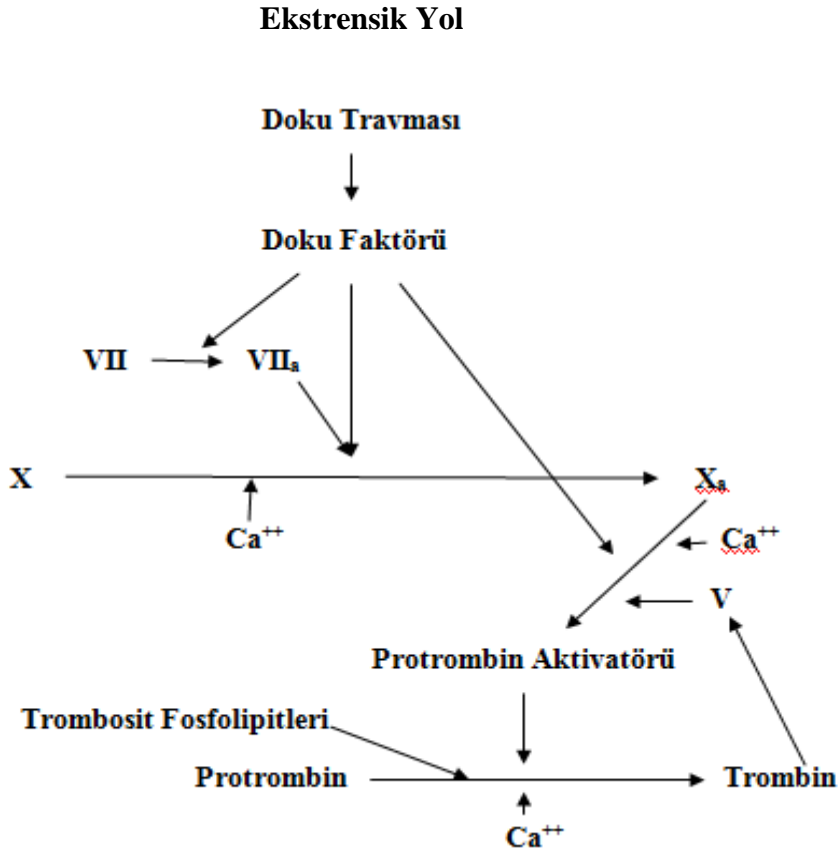 Ekstrensik Yol
Doku Travması
Doku Faktörü
VII VIIₐ
X Xₐ
Ca⁺⁺ Ca⁺⁺
V
Protrombin Aktivatörü
Trombosit Fosfolipitleri
Protrombin Trombin
Ca⁺⁺